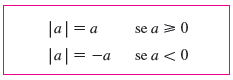 |a| = a se a ⩾ 0
|a| = -a se a < 0